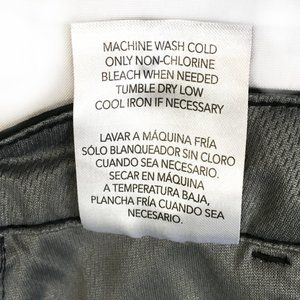 MACHINE WASH COLD
ONLY NON-CHLORINE
BLEACH WHEN NEEDED
TUMBLE DRY LOW
COOL IRON IF NECESSARY
LAVAR A MÁQUINA FRÍA
SÓLO BLANQUEADOR SIN CLORO
CUANDO SEA NECESARIO.
SECAR EN MÁQUINA
A TEMPERATURA BAJA,
PLANCHA FRÍA CUANDO SEA
NECESARIO.